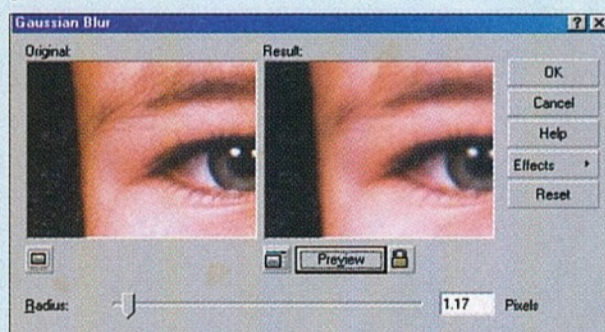 Gaussian Blur
Original:
Result:
OK
Cancel
Help
Effects
Reset
Preview
Radius:
1.17
Pixels